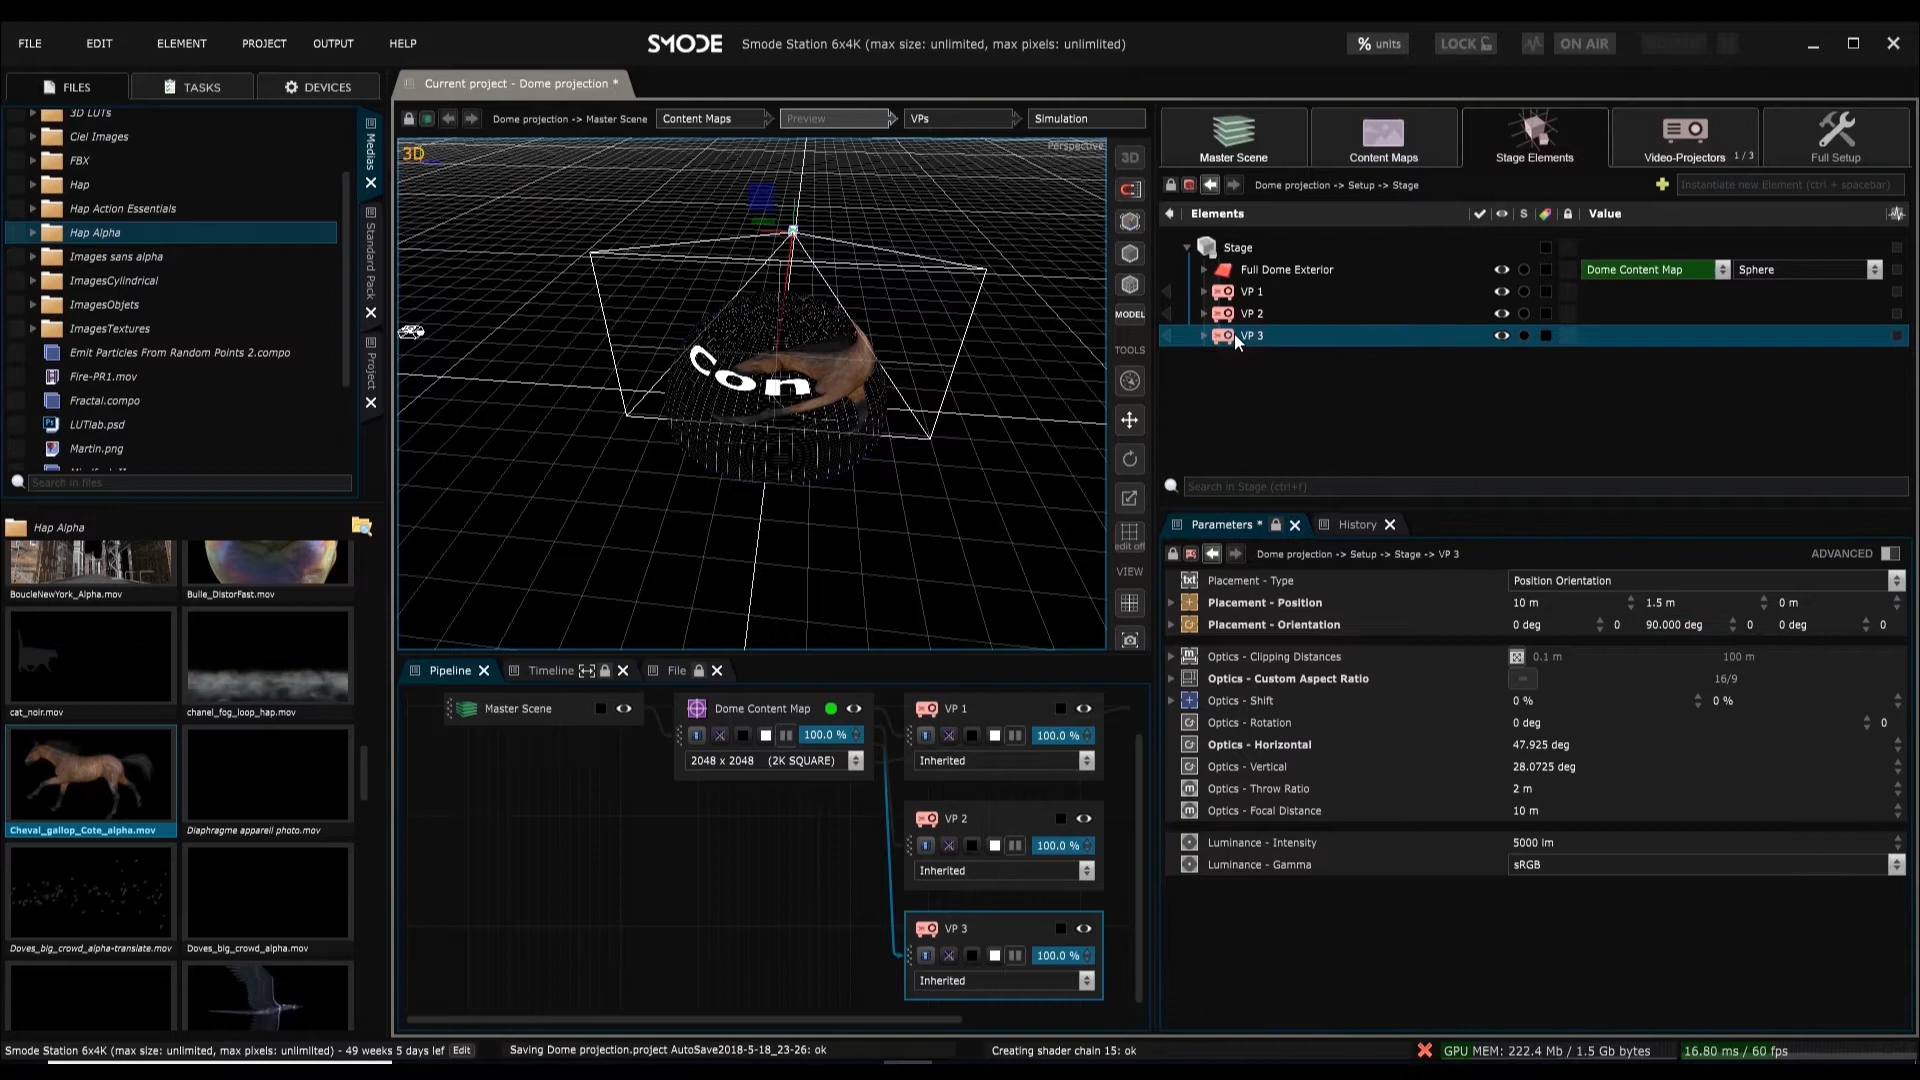 FILE EDIT ELEMENT PROJECT OUTPUT HELP
SMODE Smode Station 6x4K (max size: unlimited, max pixels: unlimlited)
% units LOCK ON AIR
FILES TASKS DEVICES
Current project - Dome projection *
3D LUTs
Ciel Images
FBX
Hap
Hap Action Essentials
Hap Alpha
Images sans alpha
ImagesCylindrical
ImagesObjets
ImagesTextures
Emit Particles From Random Points 2.compo
Fire-PR1.mov
Fractal.compo
LUTlab.psd
Martin.png
Search in files
Medias
Standard Pack
Project
Hap Alpha
BoucleNewYork_Alpha.mov
Bulle_DistorFast.mov
cat_noir.mov
chanel_fog_loop_hap.mov
Cheval_gallop_Cote_alpha.mov
Diaphragme appareil photo.mov
Doves_big_crowd_alpha-translate.mov
Doves_big_crowd_alpha.mov
Dome projection -> Master Scene
Content Maps
Preview
VPs
Simulation
3D
Perspective
Con
3D
MODEL
TOOLS
edit off
VIEW
Pipeline
Timeline
File
Master Scene
Dome Content Map
100.0 %
2048 x 2048 (2K SQUARE)
VP 1
100.0 %
Inherited
VP 2
100.0 %
Inherited
VP 3
100.0 %
Inherited
Master Scene
Content Maps
Stage Elements
Video-Projectors 1 / 3
Full Setup
Dome projection -> Setup -> Stage
Instantiate new Element (ctrl + spacebar)
Elements S Value
Stage
Full Dome Exterior Dome Content Map Sphere
VP 1
VP 2
VP 3
Search in Stage (ctrl+f)
Parameters *
History
Dome projection -> Setup -> Stage -> VP 3 ADVANCED
Placement - Type Position Orientation
Placement - Position 10 m 1.5 m 0 m
Placement - Orientation 0 deg 0 90.000 deg 0 0 deg 0
Optics - Clipping Distances 0.1 m 100 m
Optics - Custom Aspect Ratio 16/9
Optics - Shift 0 % 0 %
Optics - Rotation 0 deg 0
Optics - Horizontal 47.925 deg
Optics - Vertical 28.0725 deg
Optics - Throw Ratio 2 m
Optics - Focal Distance 10 m
Luminance - Intensity 5000 lm
Luminance - Gamma sRGB
Smode Station 6x4K (max size: unlimited, max pixels: unlimlited) - 49 weeks 5 days lef Edit
Saving Dome projection.project AutoSave2018-5-18_23-26: ok
Creating shader chain 15: ok
GPU MEM: 222.4 Mb / 1.5 Gb bytes
16.80 ms / 60 fps